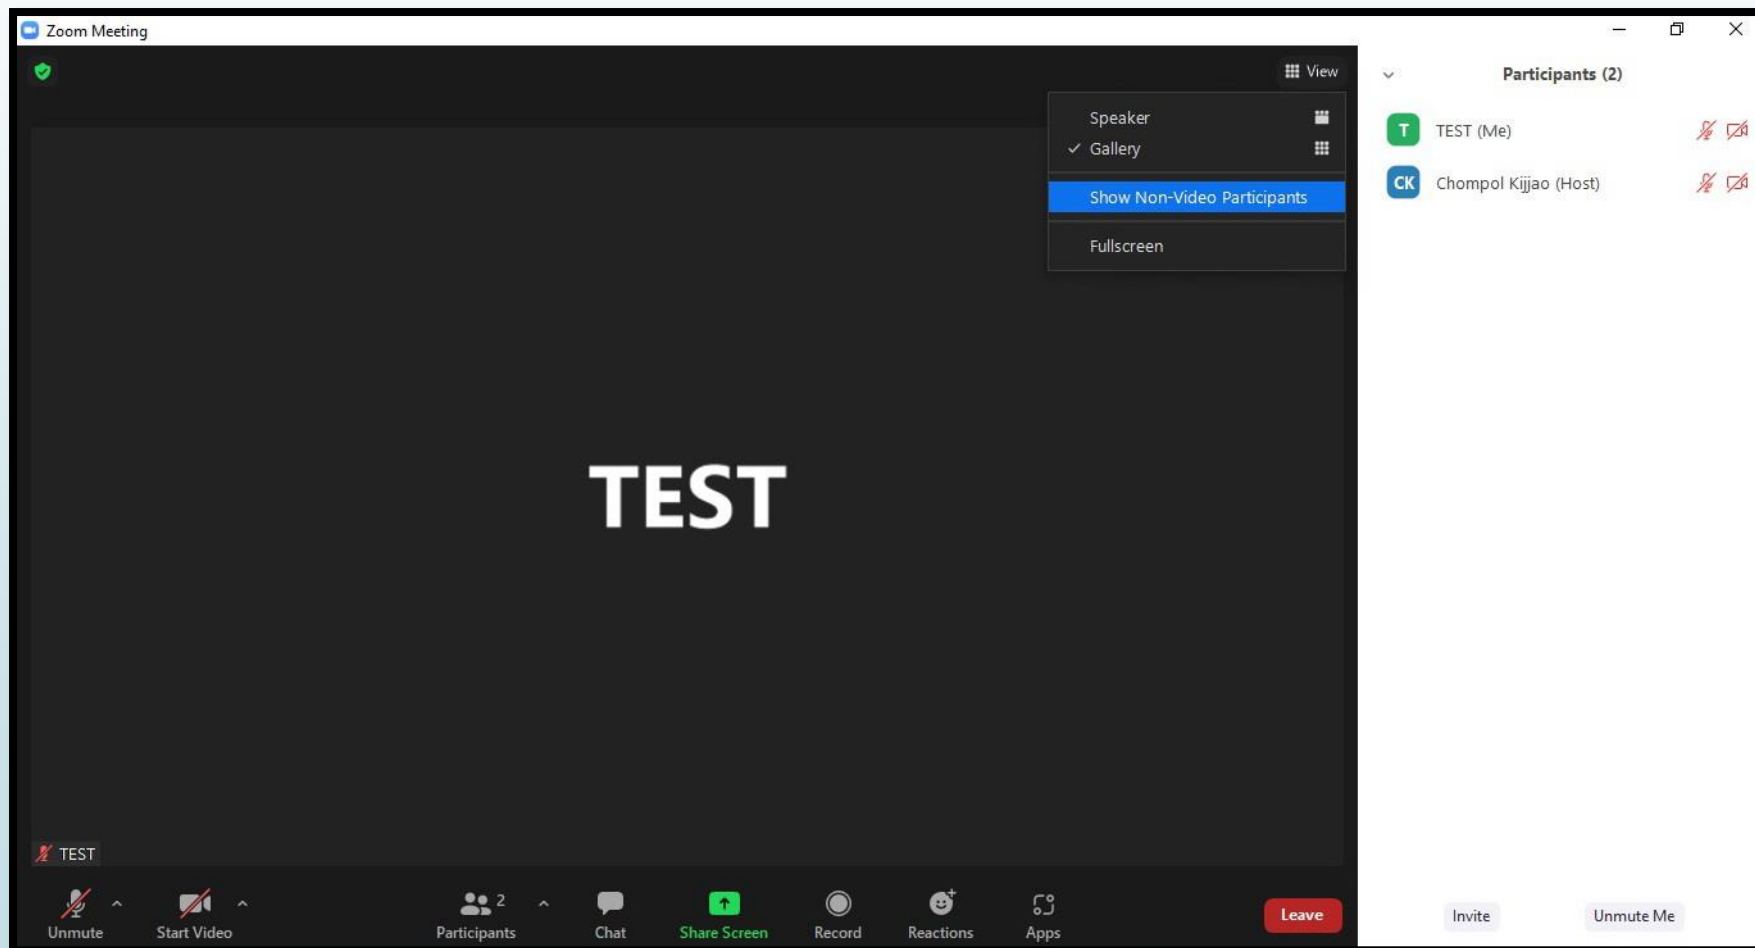 Zoom Meeting
View
Speaker
Gallery
Show Non-Video Participants
Fullscreen
TEST
TEST
Unmute
Start Video
2
Participants
Chat
Share Screen
Record
Reactions
Apps
Leave
Participants (2)
T TEST (Me)
CK Chompol Kijjao (Host)
Invite Unmute Me